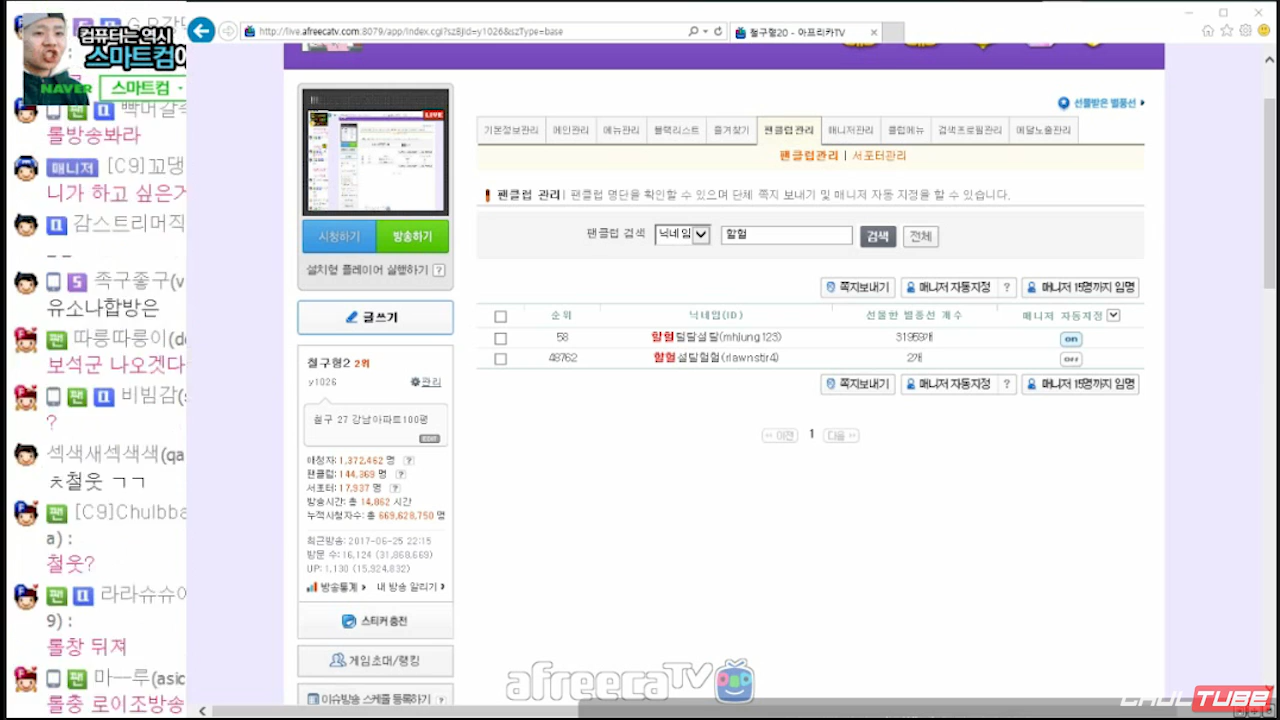 컴퓨터는 역시
스마트컴
NAVER 스마트컴
팬 빡머갈
롤방송봐라
매니저 [C9]꼬댕
니가 하고 싶은거
감스트리머직
ㅡㅡ
S 족구좋구(v
유소나합방은
팬 따릉따릉이(d
보석군 나오겟다
팬 비빔감(s
?
섹색새섹색색(qa
ㅊ철웃 ㄱㄱ
팬 [C9]Chulbba
a) :
철웃?
팬 라라슈슈
9) :
롤창 뒤져
팬 마—루(asic
롤충 로이조방송
http://live.afreecatv.com:8079/app/index.cgi?szBjId=y1026&szType=base
철구형20 - 아프리카TV
LIVE
시청하기 방송하기
설치형 플레이어 실행하기 ?
글쓰기
철구형2 2위
y1026 관리
철구 27 강남아파트100평
EDIT
애청자: 1,372,462 명 ?
팬클럽: 144,369 명 ?
서포터: 17,937 명 ?
방송시간: 총 14,862 시간
누적시청자수: 총 669,628,750 명
최근방송: 2017-06-25 22:15
방문 수: 16,124 (31,868,669)
UP: 1,130 (15,924,832)
방송통계 내 방송 알리기
스티커 충전
게임초대/랭킹
이슈방송 스케줄 등록하기 ?
선물받은 별풍선
기본정보관리 메인관리 메뉴관리 블랙리스트 즐겨찾기 팬클럽관리 매니저관리 클럽메뉴 검색프로필관리 이달노출관리
팬클럽관리 | 서포터관리
팬클럽 관리 | 팬클럽 명단을 확인할 수 있으며 단체 쪽지 보내기 및 매니저 자동 지정을 할 수 있습니다.
팬클럽 검색 닉네임 할혈 검색 전체
쪽지보내기 매니저 자동지정 ? 매니저 15명까지 임명
순위 닉네임(ID) 선물한 별풍선 개수 매니저 자동지정
58 할혈텰탈설탈(mhlung123) 31959개 on
48762 할혈설탈혈혈(rlawnstjr4) 2개 off
쪽지보내기 매니저 자동지정 ? 매니저 15명까지 임명
이전 1 다음
afreecaTV
CHULTUBE